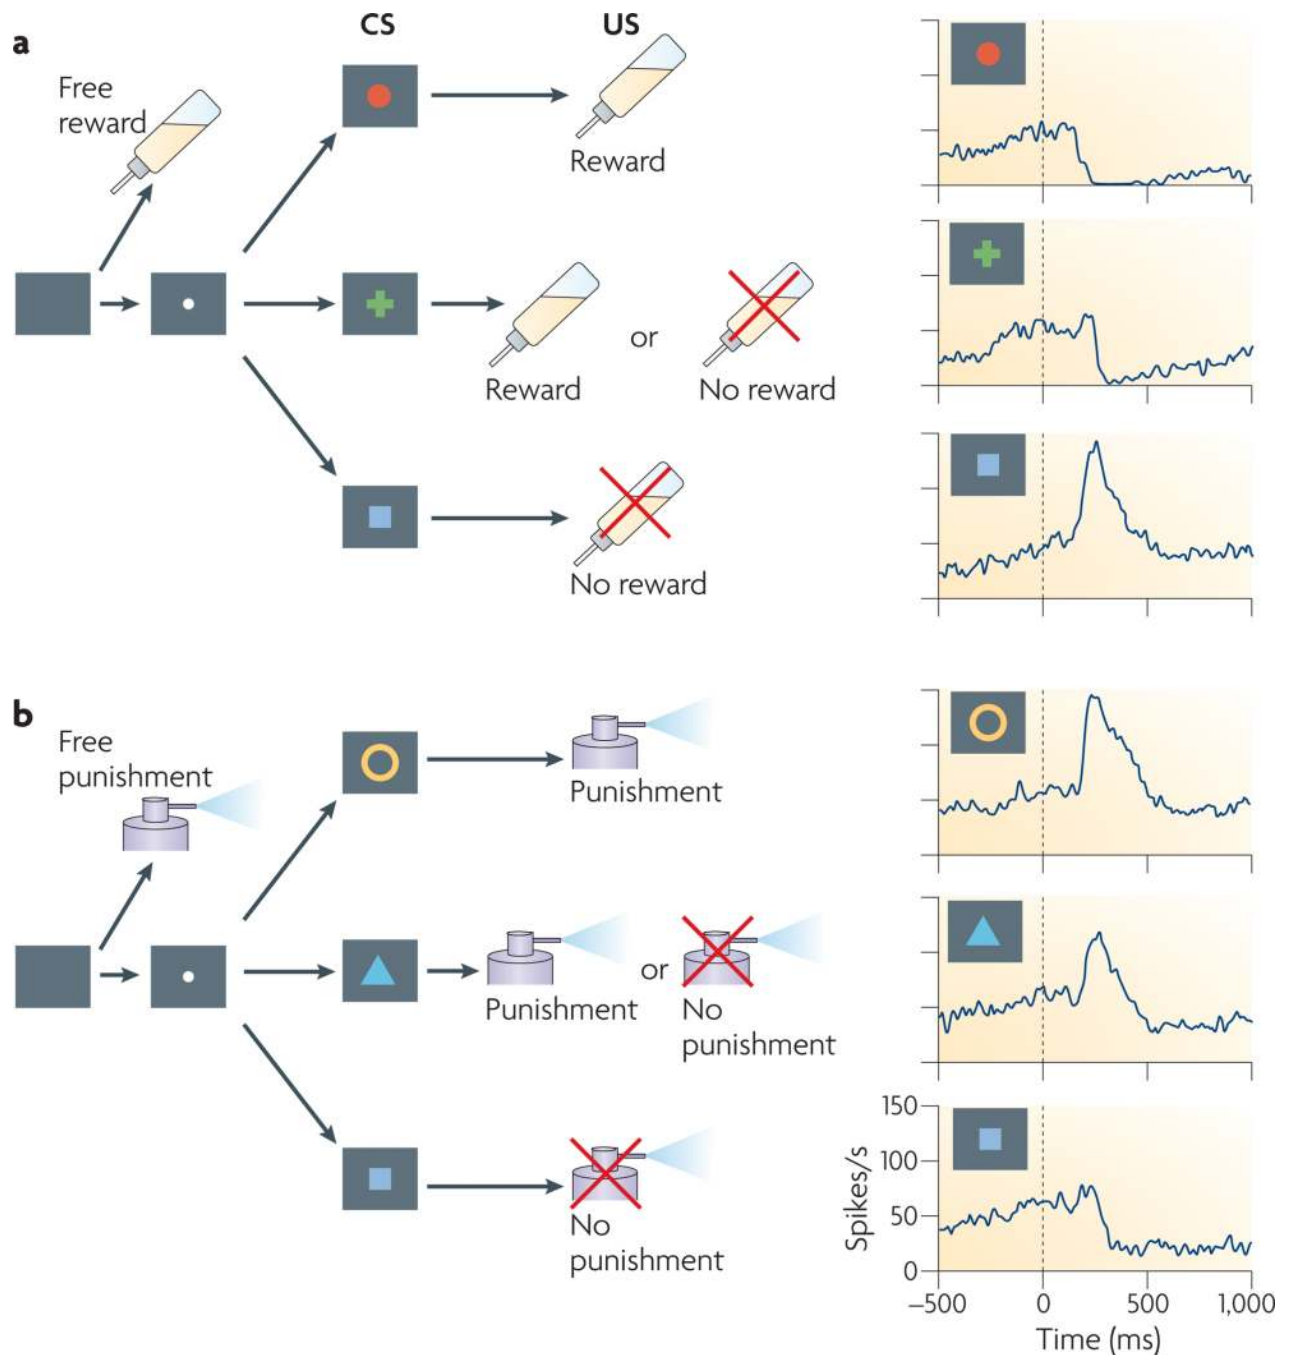 a
CS
US
Free
reward
Reward
Reward
or
No reward
No reward
b
Free
punishment
Punishment
Punishment
or
No
punishment
No
punishment
150
100
50
0
Spikes/s
–500
0
500
1,000
Time (ms)